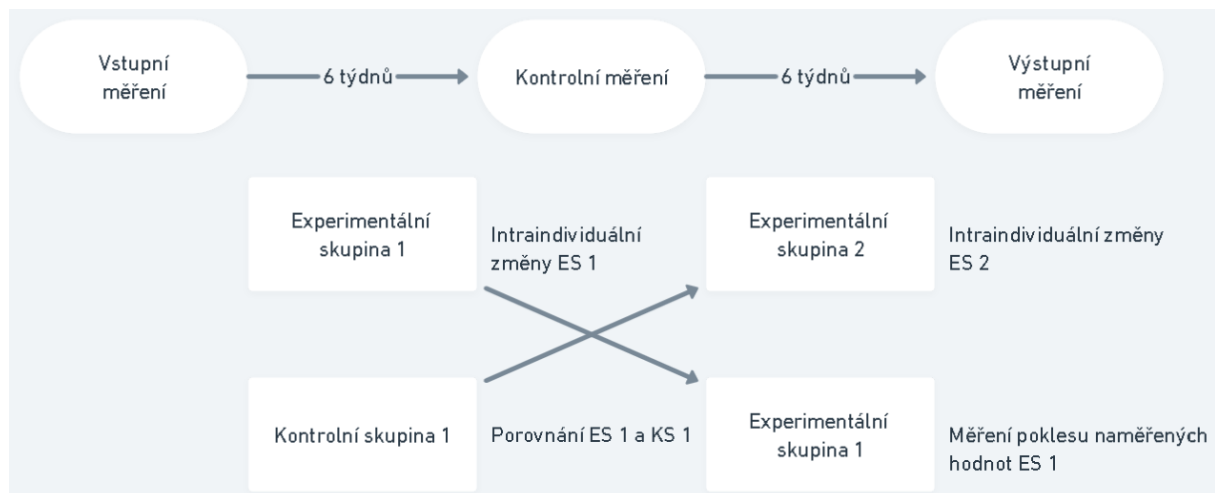 Vstupní
měření
6 týdnů
Kontrolní měření
6 týdnů
Výstupní
měření
Experimentální
skupina 1
Intraindividuální
změny ES 1
Experimentální
skupina 2
Intraindividuální změny
ES 2
Kontrolní skupina 1
Porovnání ES 1 a KS 1
Experimentální
skupina 1
Měření poklesu naměřených
hodnot ES 1